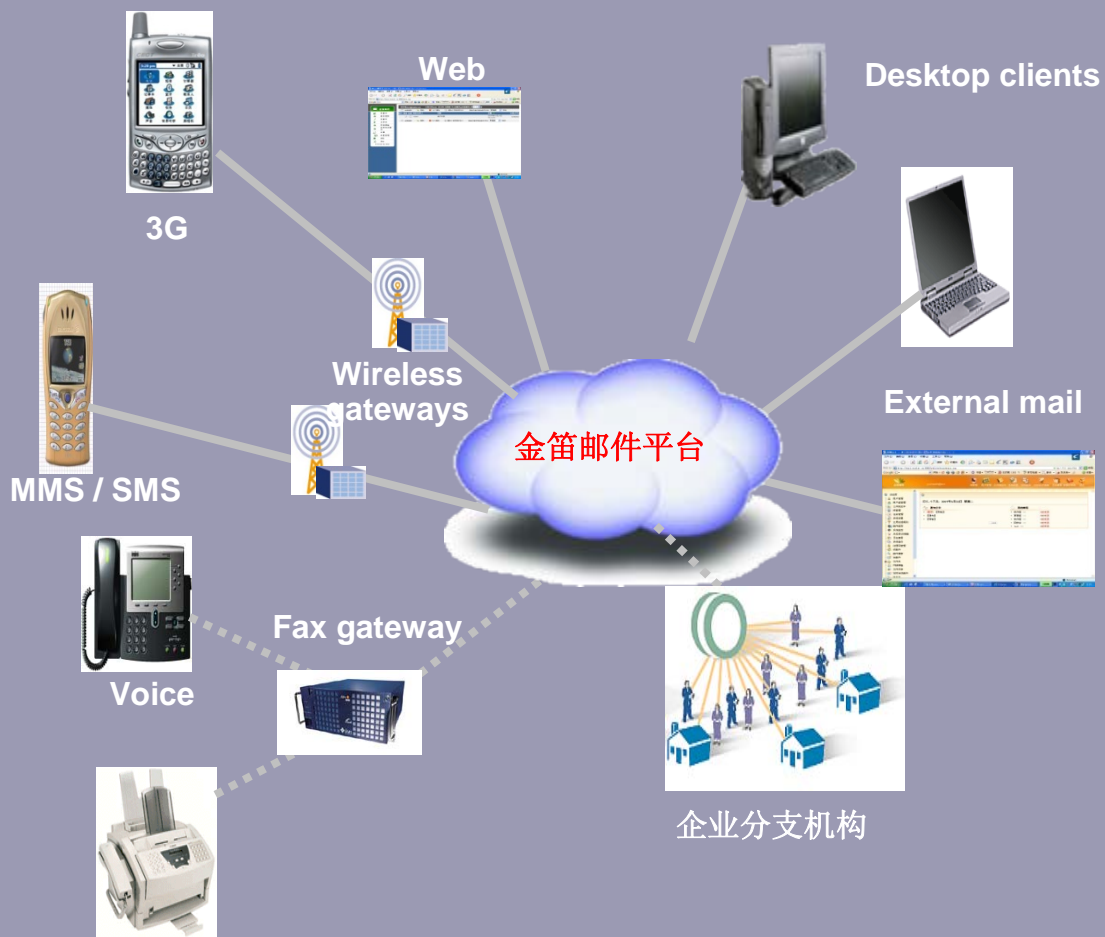 Web
Desktop clients
3G
Wireless
gateways
External mail
金笛邮件平台
MMS / SMS
Fax gateway
Voice
企业分支机构